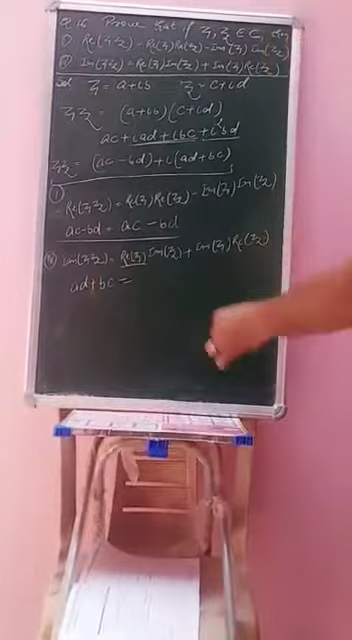 Q.16 Prove that if z₁, z₂ ∈ C, then
① Re(z₁z₂) = Re(z₁)Re(z₂) - Im(z₁) Im(z₂)
② Im(z₁z₂) = Re(z₁)Im(z₂) + Im(z₁)Re(z₂)
Sol z₁ = a+ib z₂ = c+id
z₁z₂ = (a+ib)(c+id)
ac+iad+ibc+i²bd
z₁z₂ = (ac-bd)+i(ad+bc)
①
Re(z₁z₂) = Re(z₁)Re(z₂) - Im(z₁)Im(z₂)
ac-bd = ac-bd
Im(z₁z₂) = Re(z₁)Im(z₂) + Im(z₁)Re(z₂)
ad+bc =